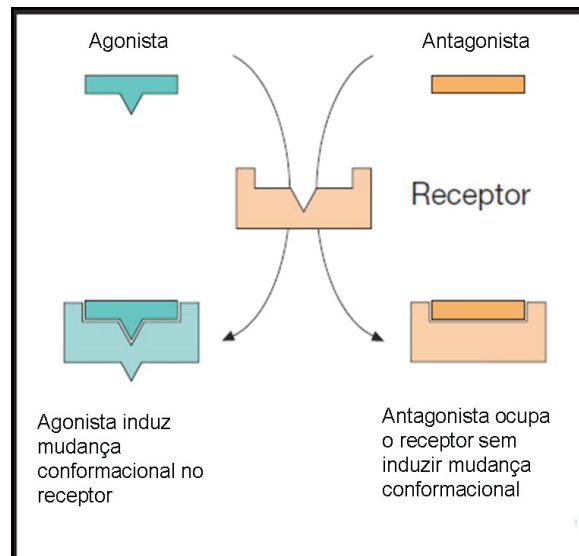 Agonista
Antagonista
Receptor
Agonista induz
mudança
conformacional no
receptor
Antagonista ocupa
o receptor sem
induzir mudança
conformacional